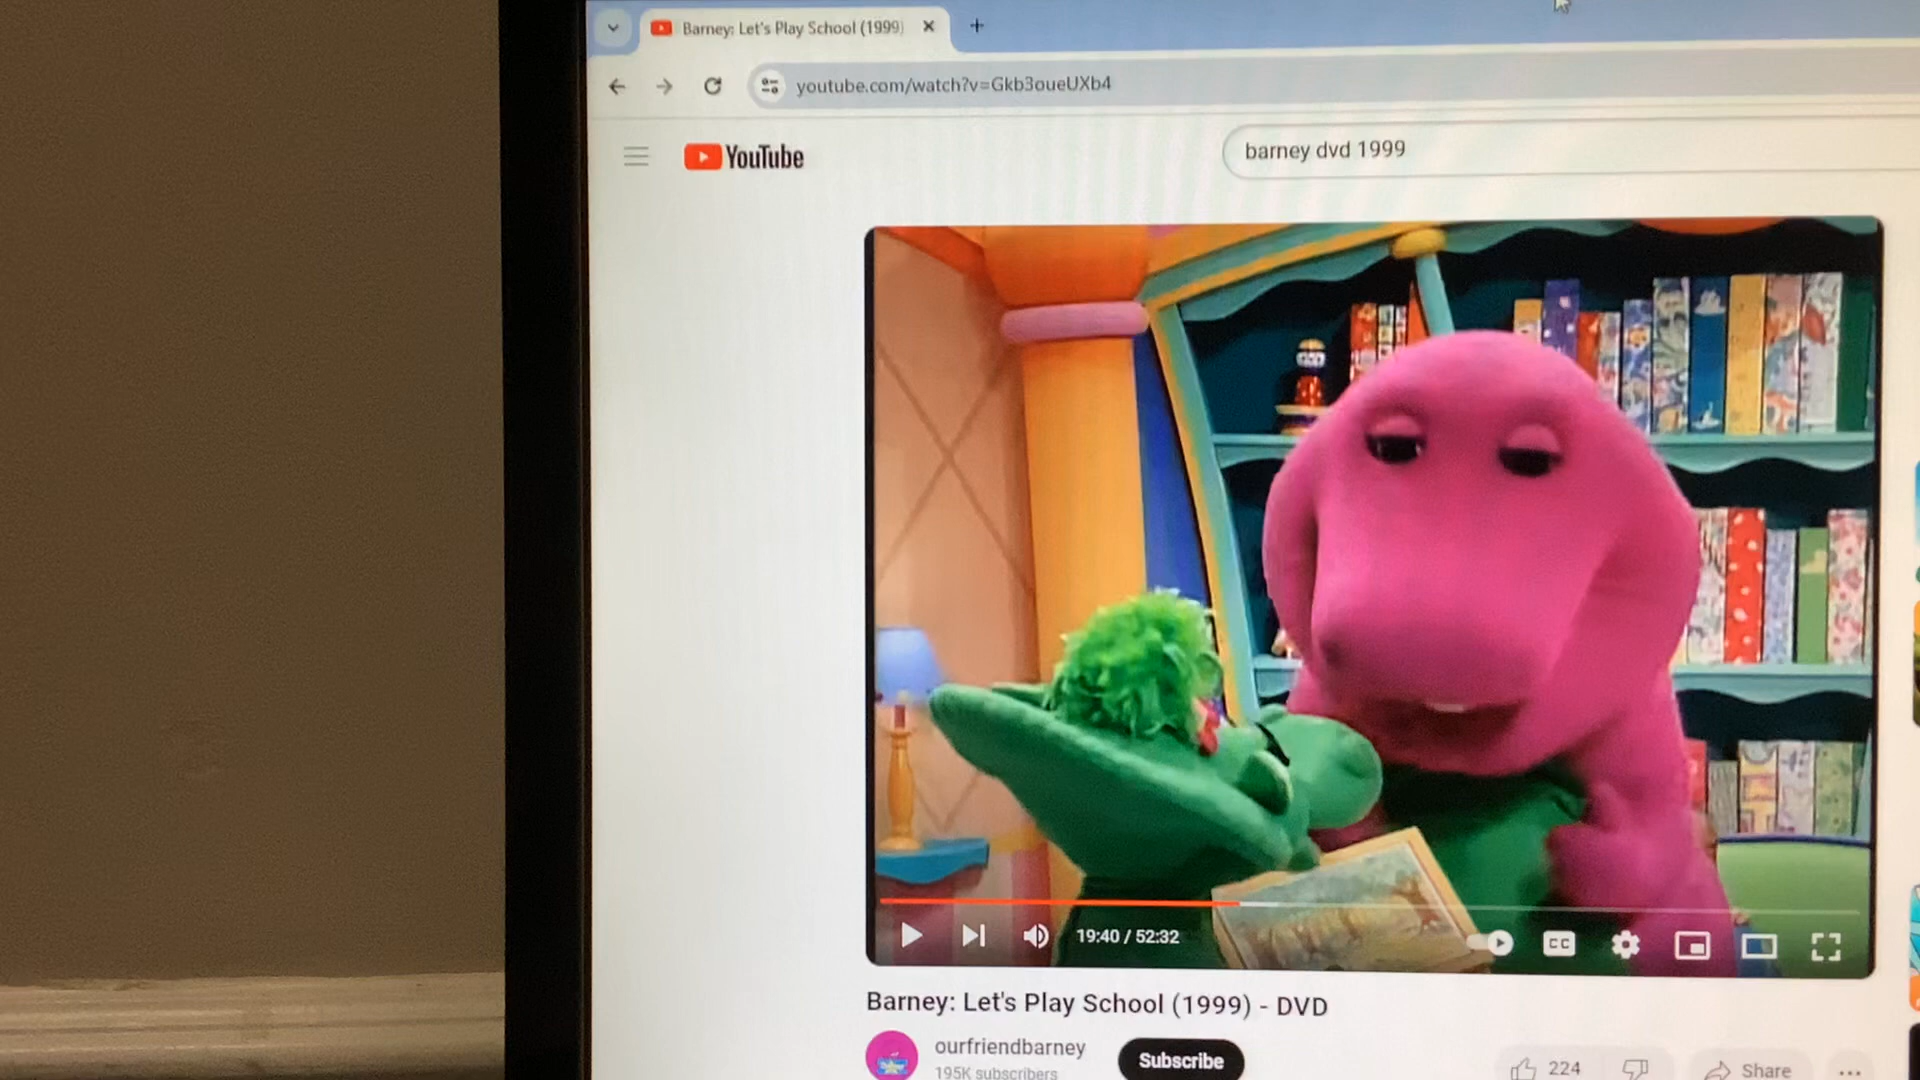 Barney: Let's Play School (1999)
youtube.com/watch?v=Gkb3oueUXb4
YouTube
barney dvd 1999
19:40 / 52:32
CC
Barney: Let's Play School (1999) - DVD
ourfriendbarney
195K subscribers
Subscribe
224
Share